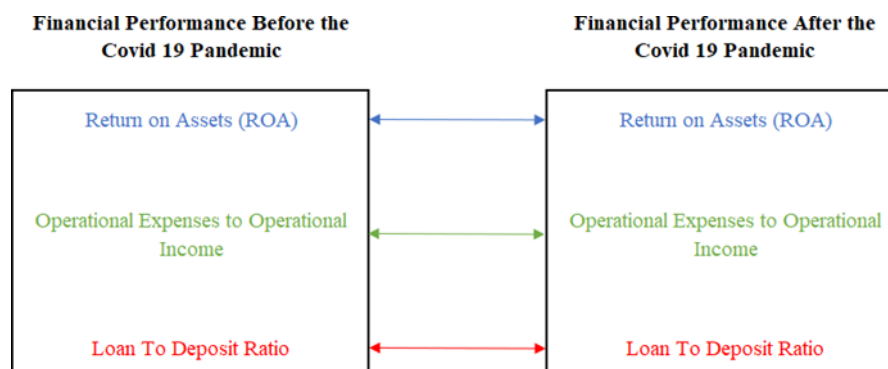 Financial Performance Before the
Covid 19 Pandemic
Financial Performance After the
Covid 19 Pandemic
Return on Assets (ROA)
Return on Assets (ROA)
Operational Expenses to Operational
Income
Operational Expenses to Operational
Income
Loan To Deposit Ratio
Loan To Deposit Ratio